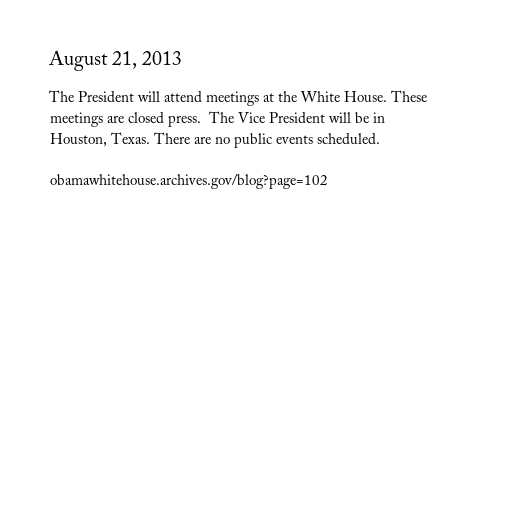 August 21, 2013
The President will attend meetings at the White House. These
meetings are closed press.  The Vice President will be in
Houston, Texas. There are no public events scheduled.
obamawhitehouse.archives.gov/blog?page=102